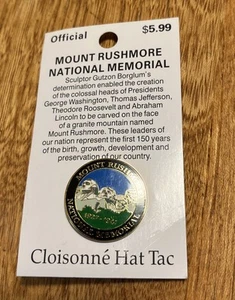 Official
$5.99
MOUNT RUSHMORE
NATIONAL MEMORIAL
Sculptor Gutzon Borglum's
determination enabled the creation
of the colossal heads of Presidents
George Washington, Thomas Jefferson,
Theodore Roosevelt and Abraham
Lincoln to be carved on the face
of a granite mountain named
Mount Rushmore. These leaders of
our nation represent the first 150 years
of the birth, growth, development and
preservation of our country.
MOUNT RUSHMORE
NATIONAL MEMORIAL
Cloisonné Hat Tac